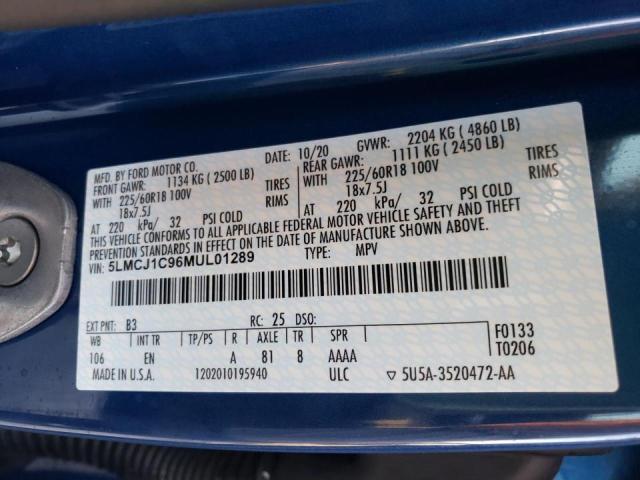 MFD. BY FORD MOTOR CO.
10/20 GVWR: 2204 KG ( 4860 LB)
FRONT GAWR: 1134 KG ( 2500 LB)
REAR GAWR: 1111 KG ( 2450 LB)
WITH 225/60R18 100V TIRES
WITH 225/60R18 100V TIRES
18x7.5J RIMS
18x7.5J RIMS
AT 220 kPa/ 32 PSI COLD
AT 220 kPa/ 32 PSI COLD
THIS VEHICLE CONFORMS TO ALL APPLICABLE FEDERAL MOTOR VEHICLE SAFETY AND THEFT
PREVENTION STANDARDS IN EFFECT ON THE DATE OF MANUFACTURE SHOWN ABOVE.
VIN: 5LMCJ1C96MUL01289 TYPE: MPV
EXT PNT: B3 RC: 25 DSO:
WB INT TR TP/PS R AXLE TR SPR
106 EN A 81 8 AAAA
F0133
T0206
MADE IN U.S.A. 1202010195940 ULC ▽ 5U5A-3520472-AA